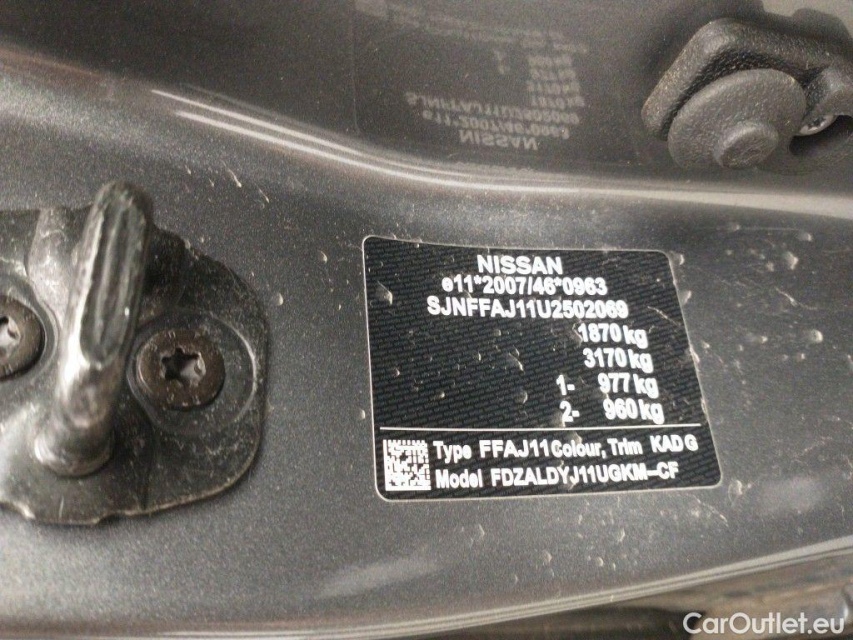 NISSAN
e11*2007/46*0963
SJNFFAJ11U2502069
1870 kg
3170 kg
1- 977 kg
2- 960 kg
Type FFAJ11 Colour, Trim KAD G
Model FDZALDYJ11UGKM-CF
CarOutlet.eu